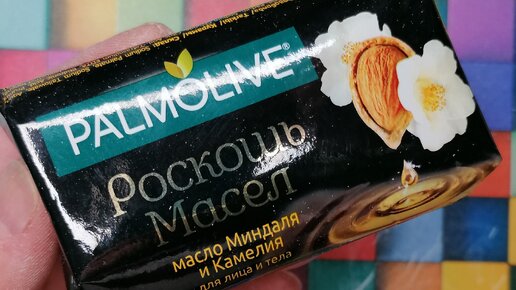 PALMOLIVE®
Роскошь
Масел
масло Миндаля
и Камелия
для лица и тела